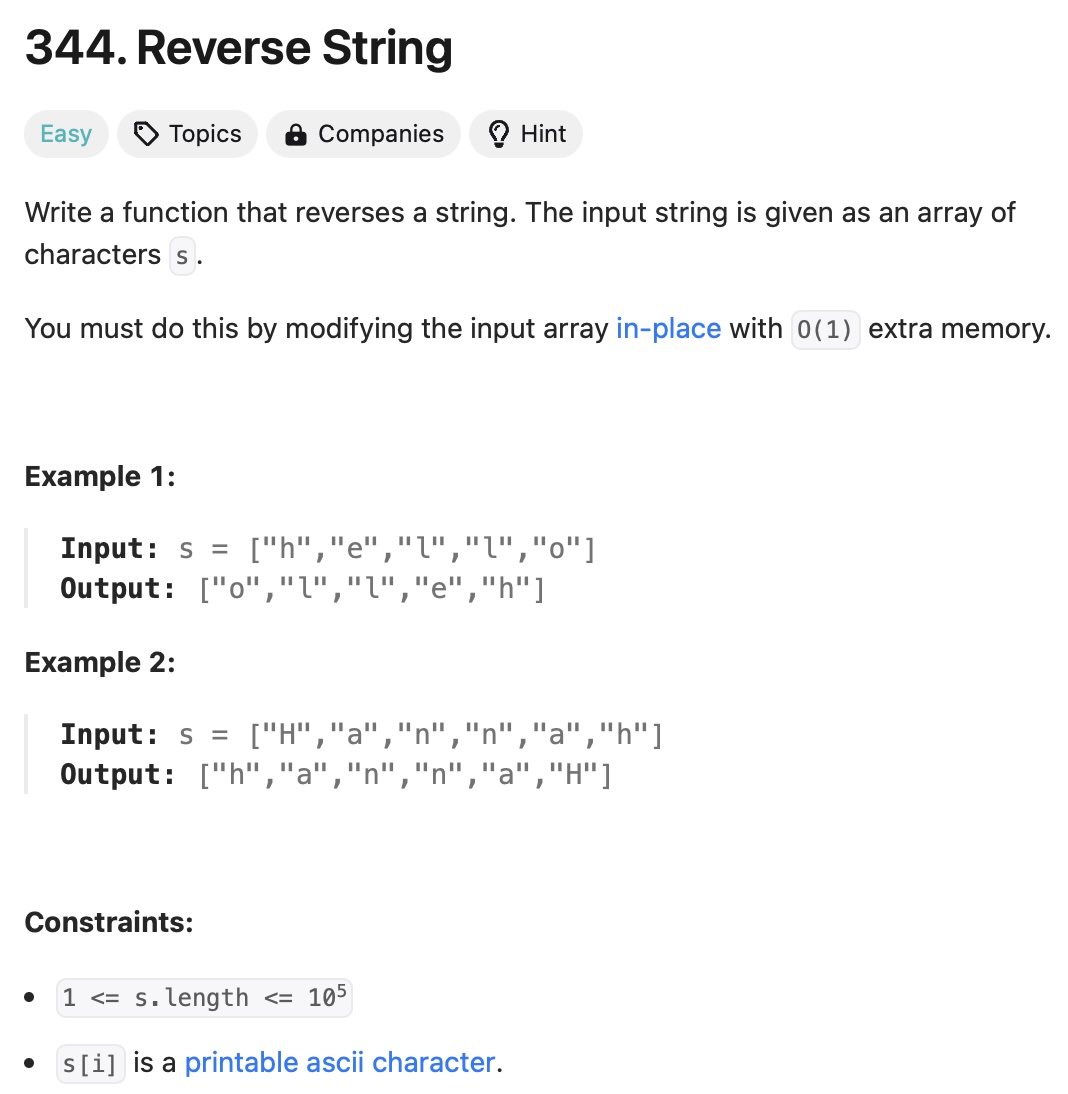 344. Reverse String
Easy Topics Companies Hint
Write a function that reverses a string. The input string is given as an array of
characters s.
You must do this by modifying the input array in-place with O(1) extra memory.
Example 1:
Input: s = ["h","e","l","l","o"]
Output: ["o","l","l","e","h"]
Example 2:
Input: s = ["H","a","n","n","a","h"]
Output: ["h","a","n","n","a","H"]
Constraints:
• 1 <= s.length <= 10⁵
• s[i] is a printable ascii character.